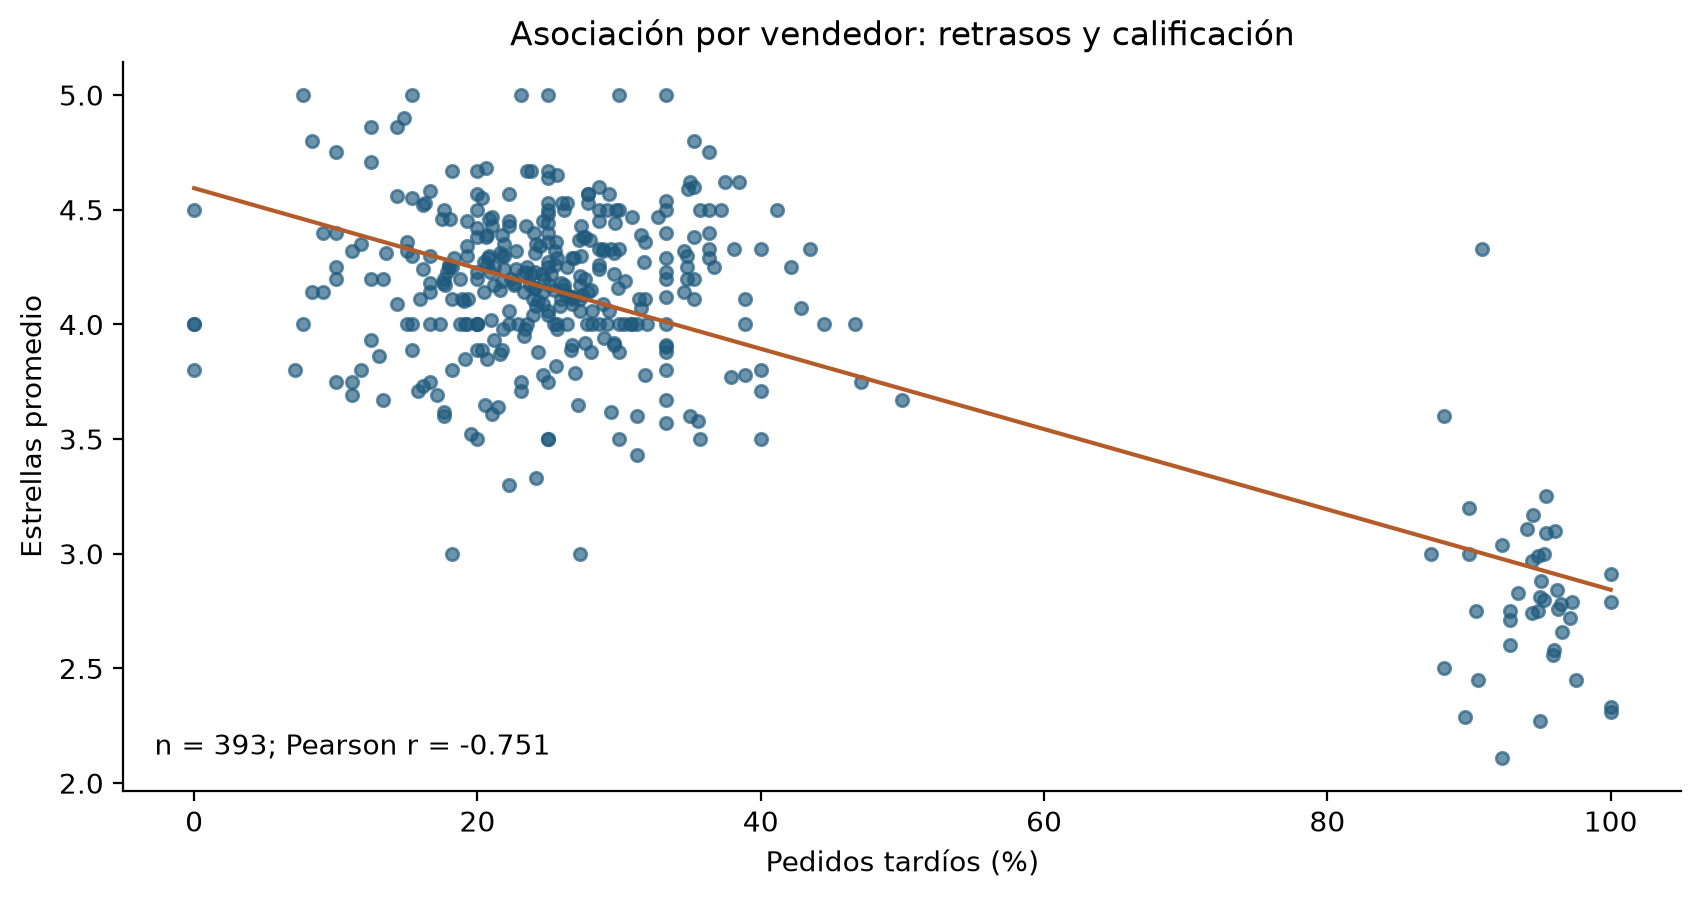 Asociación por vendedor: retrasos y calificación
Estrellas promedio
5.0
4.5
4.0
3.5
3.0
2.5
2.0
n = 393; Pearson r = -0.751
0 20 40 60 80 100
Pedidos tardíos (%)